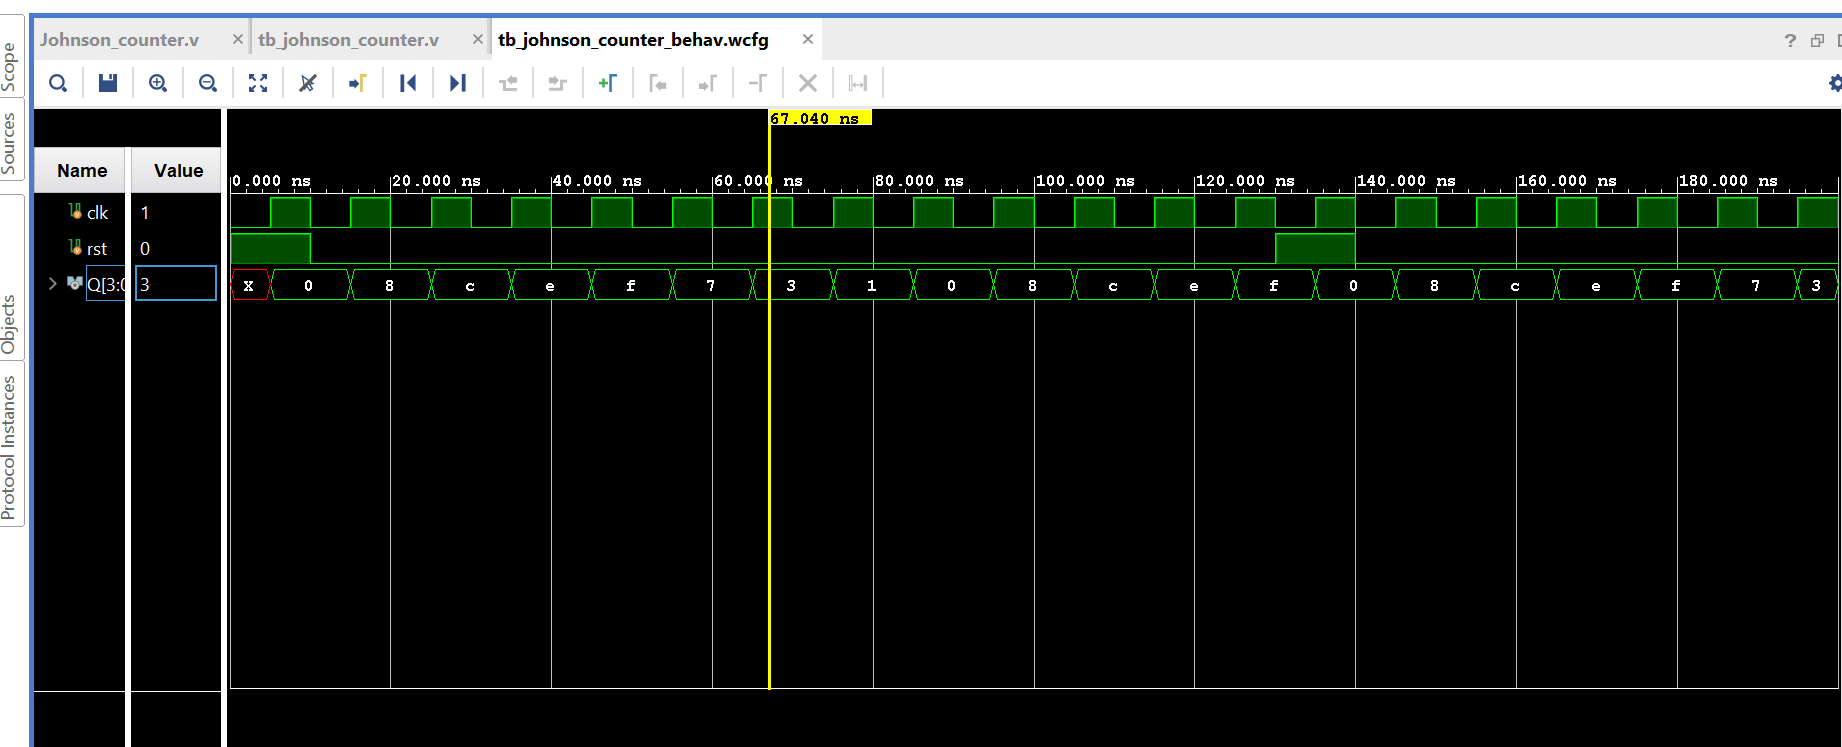 Johnson_counter.v × tb_johnson_counter.v × tb_johnson_counter_behav.wcfg × ?
Scope
Sources
Objects
Protocol Instances
67.040 ns
Name Value
0.000 ns 20.000 ns 40.000 ns 60.000 ns 80.000 ns 100.000 ns 120.000 ns 140.000 ns 160.000 ns 180.000 ns
clk 1
rst 0
Q[3:0 3 X 0 8 c e f 7 3 1 0 8 c e f 0 8 c e f 7 3